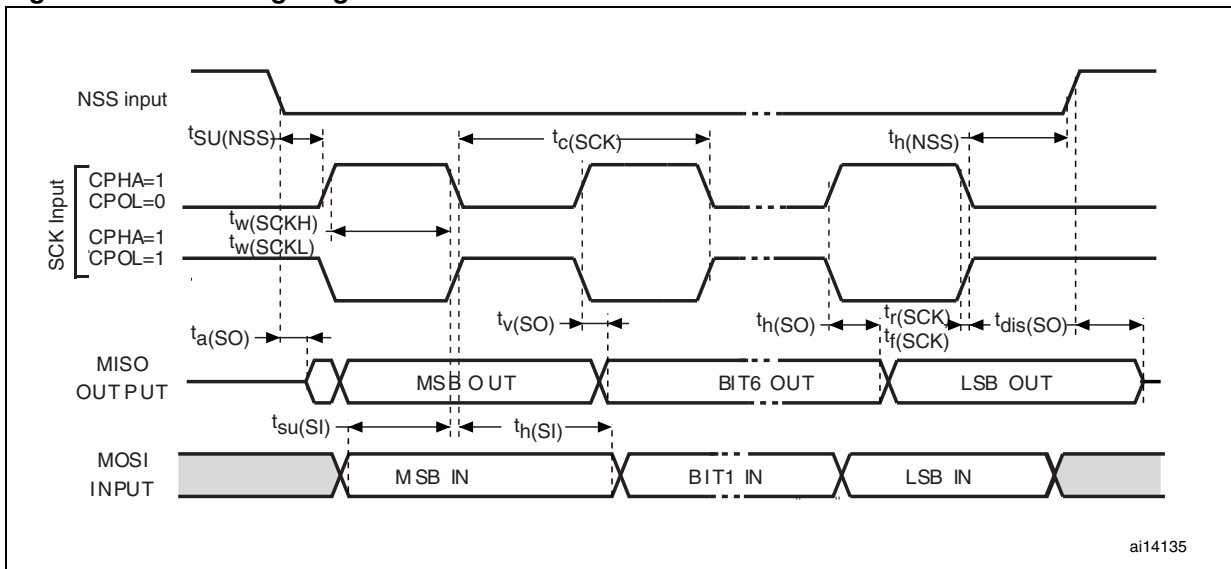 NSS input
tSU(NSS)
tc(SCK)
th(NSS)
SCK Input
CPHA=1
CPOL=0
tw(SCKH)
CPHA=1
tw(SCKL)
CPOL=1
ta(SO)
tv(SO)
th(SO)
tr(SCK)
tf(SCK)
tdis(SO)
MISO
OUTPUT
MSB OUT
BIT6 OUT
LSB OUT
tsu(SI)
th(SI)
MOSI
INPUT
MSB IN
BIT1 IN
LSB IN
ai14135